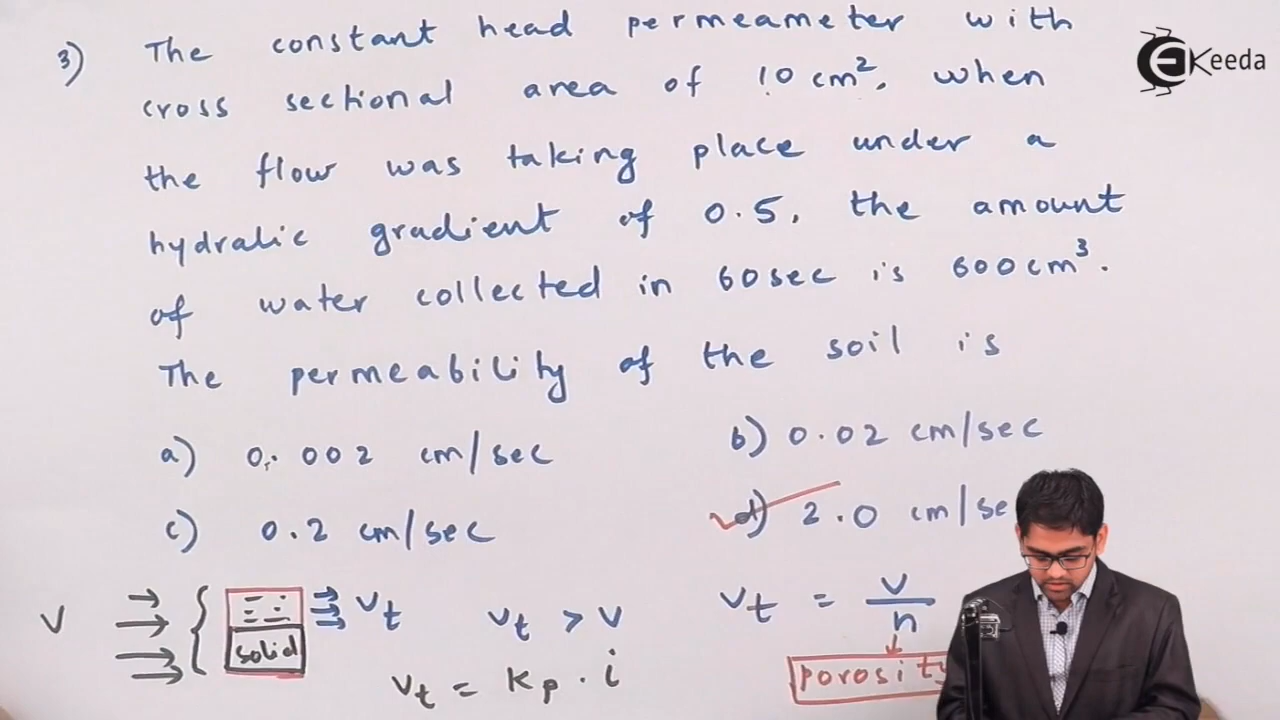 Keeda
3) The constant head permeameter with
cross sectional area of 10 cm². when
the flow was taking place under a
hydralic gradient of 0.5, the amount
of water collected in 60sec is 600cm³.
The permeability of the soil is
a) 0.002 cm/sec b) 0.02 cm/sec
c) 0.2 cm/sec d) 2.0 cm/se
V Vt Vt > V Vt = V/n
solid
Vt = Kp . i porosity